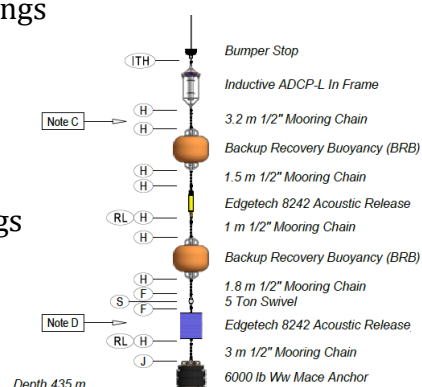 ngs
Bumper Stop
ITH
Inductive ADCP-L In Frame
H
3.2 m 1/2" Mooring Chain
Note C
H
Backup Recovery Buoyancy (BRB)
H
1.5 m 1/2" Mooring Chain
H
Edgetech 8242 Acoustic Release
RL H
1 m 1/2" Mooring Chain
gs
H
Backup Recovery Buoyancy (BRB)
H
1.8 m 1/2" Mooring Chain
F
S
5 Ton Swivel
F
Note D
Edgetech 8242 Acoustic Release
RL H
3 m 1/2" Mooring Chain
J
6000 lb Ww Mace Anchor
Depth 435 m